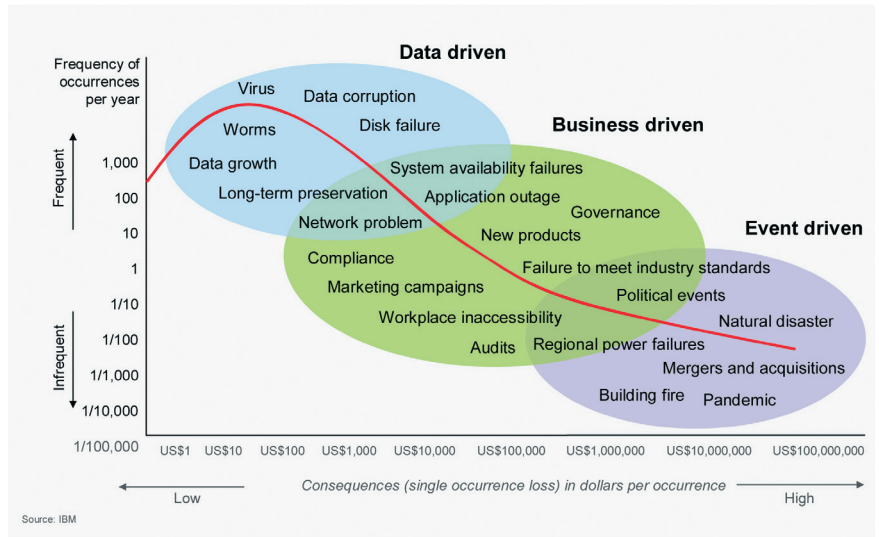 Data driven
Frequency of
occurrences
per year
Virus
Data corruption
Worms
Disk failure
Business driven
Frequent
1,000
Data growth
System availability failures
100
Long-term preservation
Application outage
Governance
10
Network problem
New products
Event driven
1
Compliance
Failure to meet industry standards
Marketing campaigns
Political events
1/10
Workplace inaccessibility
Natural disaster
1/100
Audits
Regional power failures
Infrequent
1/1,000
Mergers and acquisitions
1/10,000
Building fire
Pandemic
1/100,000
US$1
US$10
US$100
US$1,000
US$10,000
US$100,000
US$1,000,000
US$10,000,000
US$100,000,000
Low
Consequences (single occurrence loss) in dollars per occurrence
High
Source: IBM